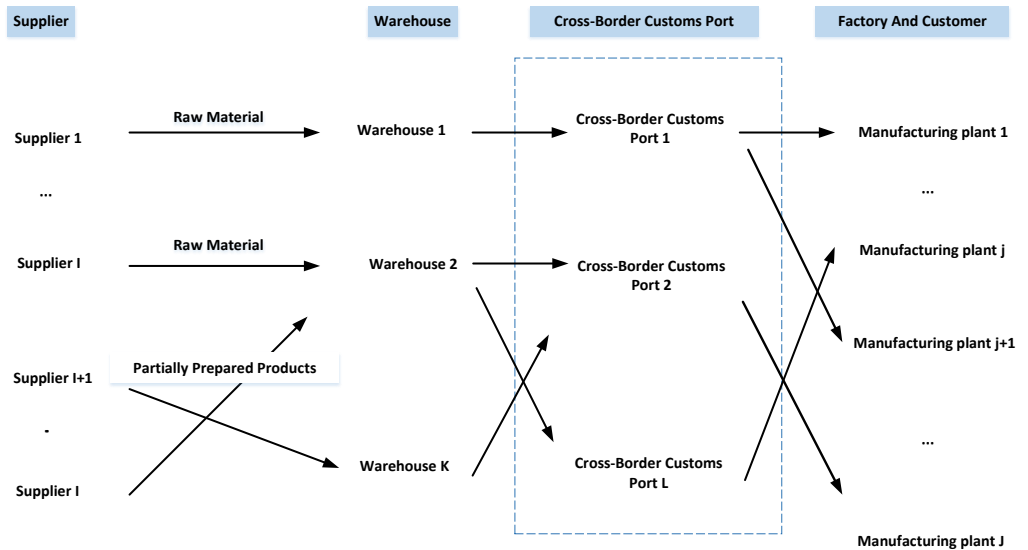 Supplier
Warehouse
Cross-Border Customs Port
Factory And Customer
Supplier 1
Raw Material
Warehouse 1
Cross-Border Customs
Port 1
Manufacturing plant 1
...
...
Supplier I
Raw Material
Warehouse 2
Cross-Border Customs
Port 2
Manufacturing plant j
Manufacturing plant j+1
Supplier I+1
Partially Prepared Products
...
Supplier I
Warehouse K
Cross-Border Customs
Port L
Manufacturing plant J